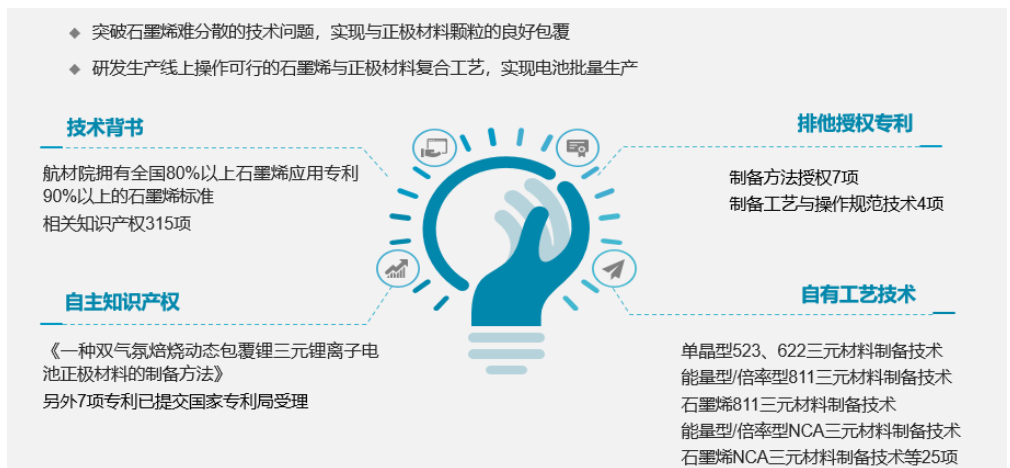 突破石墨烯难分散的技术问题，实现与正极材料颗粒的良好包覆
研发生产线上操作可行的石墨烯与正极材料复合工艺，实现电池批量生产
技术背书
航材院拥有全国80%以上石墨烯应用专利
90%以上的石墨烯标准
相关知识产权315项
排他授权专利
制备方法授权7项
制备工艺与操作规范技术4项
自主知识产权
《一种双气氛焙烧动态包覆锂三元锂离子电
池正极材料的制备方法》
另外7项专利已提交国家专利局受理
自有工艺技术
单晶型523、622三元材料制备技术
能量型/倍率型811三元材料制备技术
石墨烯811三元材料制备技术
能量型/倍率型NCA三元材料制备技术
石墨烯NCA三元材料制备技术等25项